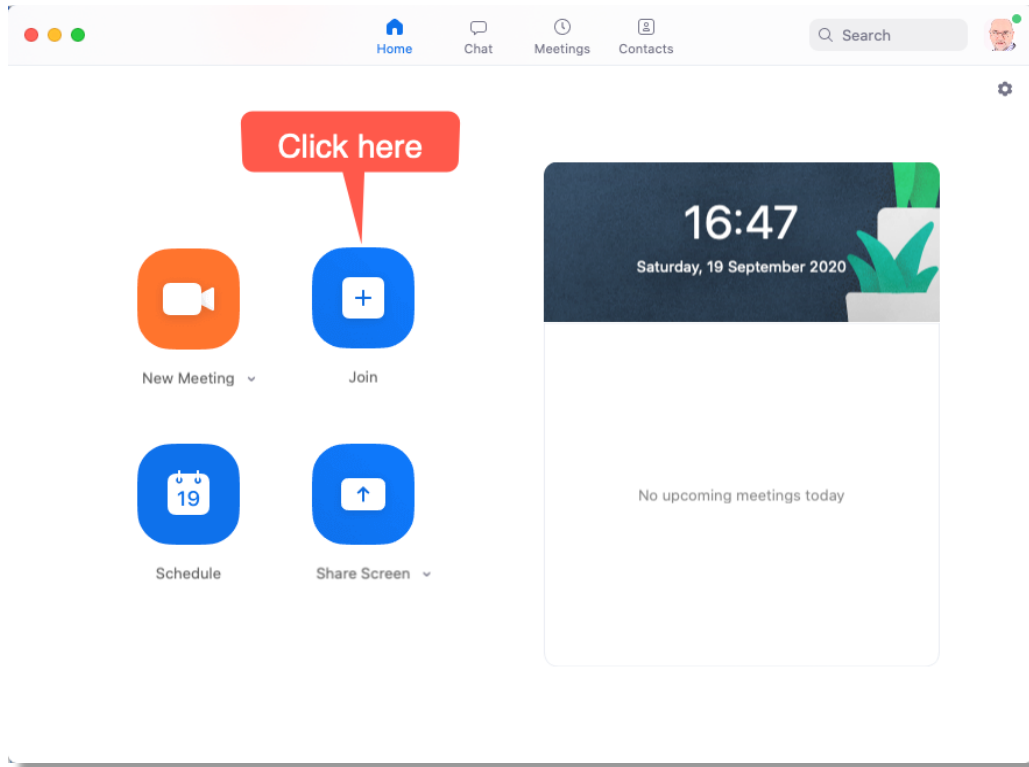 Home
Chat
Meetings
Contacts
Search
Click here
16:47
Saturday, 19 September 2020
New Meeting
Join
19
Schedule
Share Screen
No upcoming meetings today